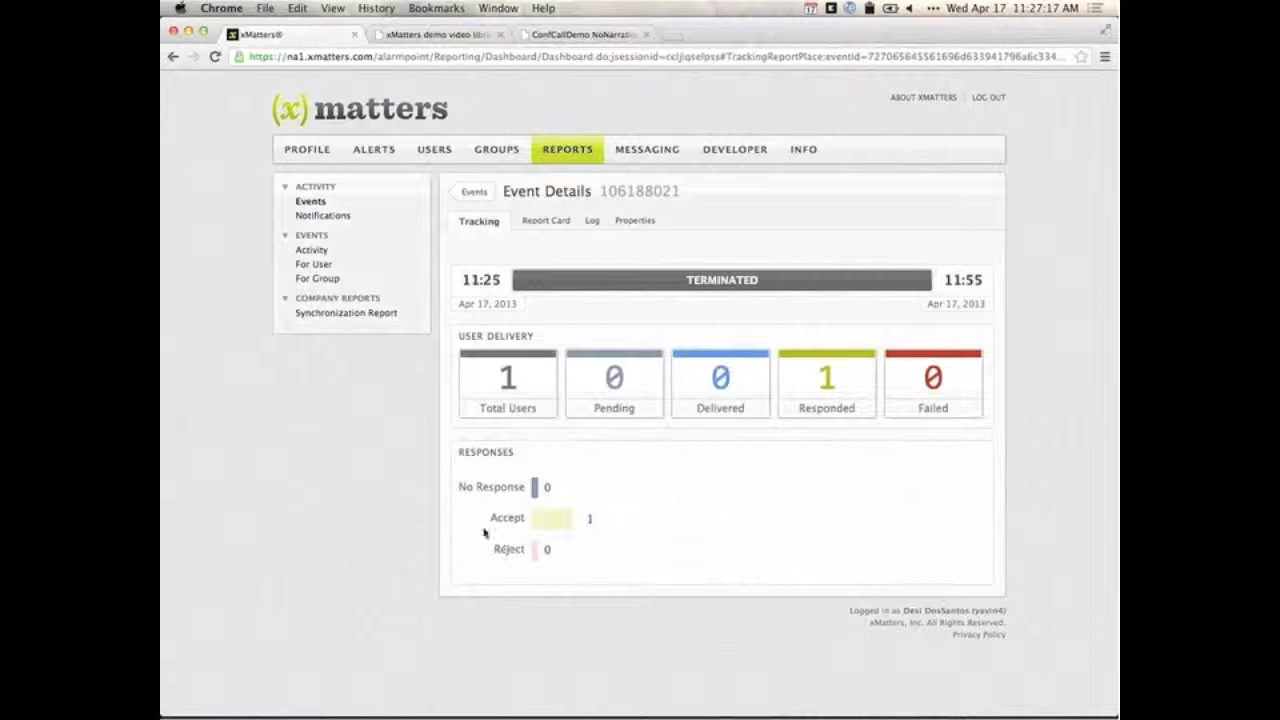 Chrome File Edit View History Bookmarks Window Help 17 Wed Apr 17 11:27:17 AM
xMatters® xMatters demo video libr ConfCallDemo NoNarrati
ABOUT XMATTERS LOG OUT
(x) matters
PROFILE ALERTS USERS GROUPS REPORTS MESSAGING DEVELOPER INFO
ACTIVITY
Events
Notifications
EVENTS
Activity
For User
For Group
COMPANY REPORTS
Synchronization Report
Events Event Details 106188021
Tracking Report Card Log Properties
11:25 TERMINATED 11:55
Apr 17, 2013 Apr 17, 2013
USER DELIVERY
1 0 0 1 0
Total Users Pending Delivered Responded Failed
RESPONSES
No Response 0
Accept 1
Reject 0
Logged in as Desi DosSantos (yavin4)
xMatters, Inc. All Rights Reserved.
Privacy Policy